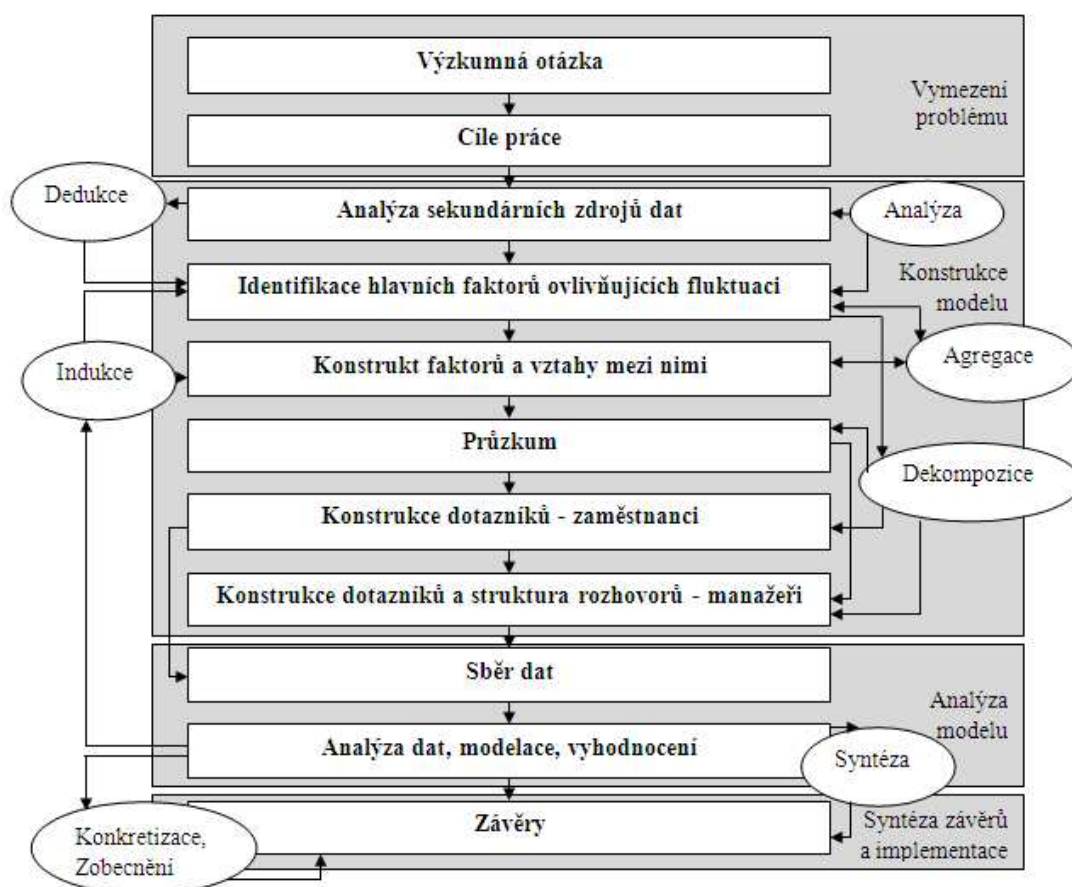 Výzkumná otázka
Vymezení
problému
Cíle práce
Dedukce
Analýza sekundárních zdrojů dat
Analýza
Identifikace hlavních faktorů ovlivňujících fluktuaci
Konstrukce
modelu
Indukce
Konstrukt faktorů a vztahy mezi nimi
Agregace
Průzkum
Dekompozice
Konstrukce dotazníků - zaměstnanci
Konstrukce dotazníků a struktura rozhovorů - manažeři
Sběr dat
Analýza
modelu
Analýza dat, modelace, vyhodnocení
Syntéza
Konkretizace,
Zobecnění
Závěry
Syntéza závěrů
a implementace